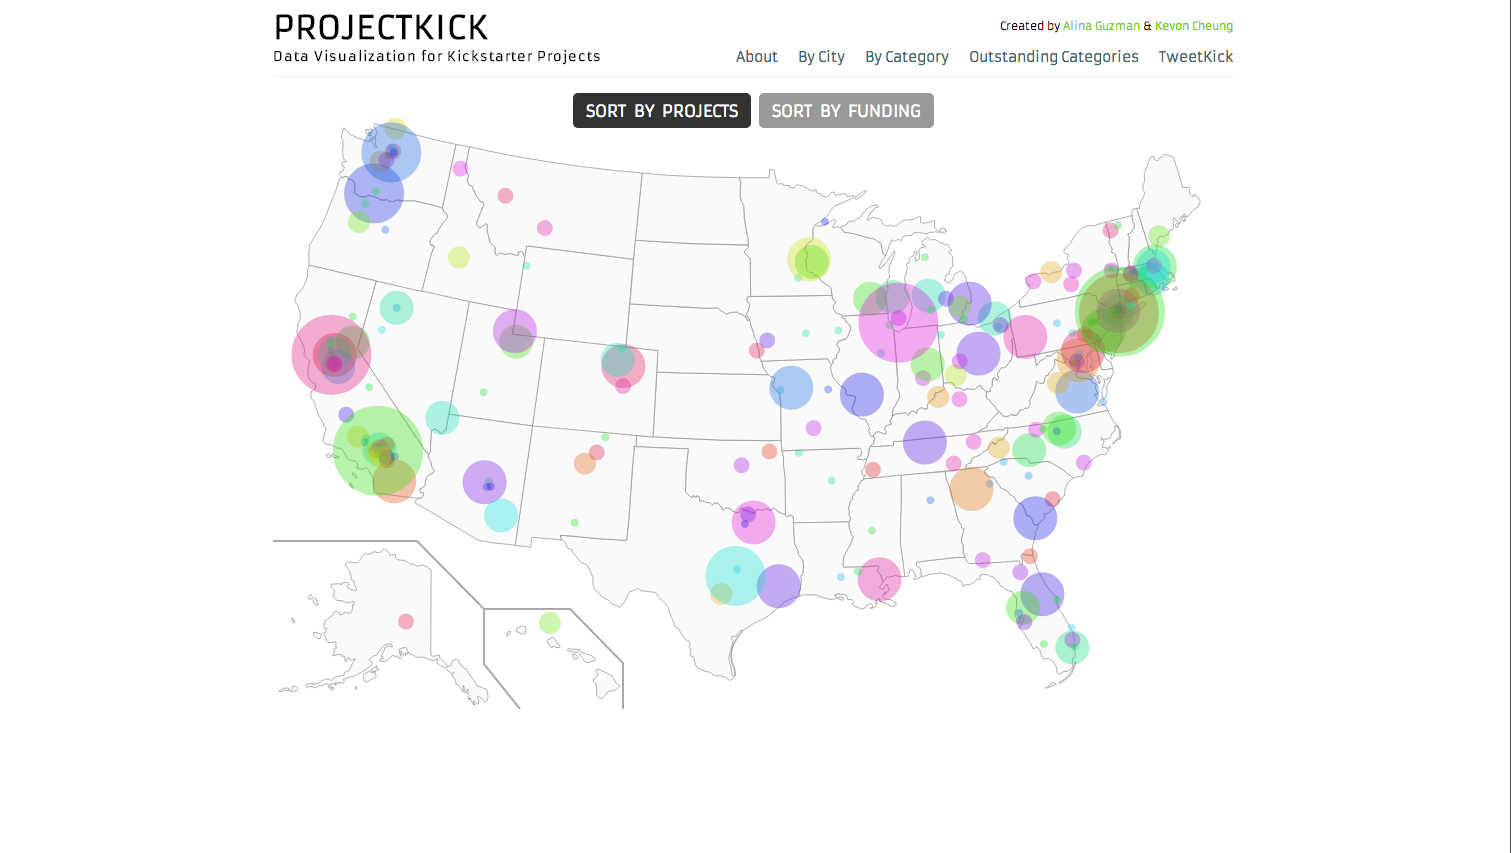 PROJECTKICK
Created by Alina Guzman & Kevon Cheung
Data Visualization for Kickstarter Projects
About By City By Category Outstanding Categories TweetKick
SORT BY PROJECTS SORT BY FUNDING